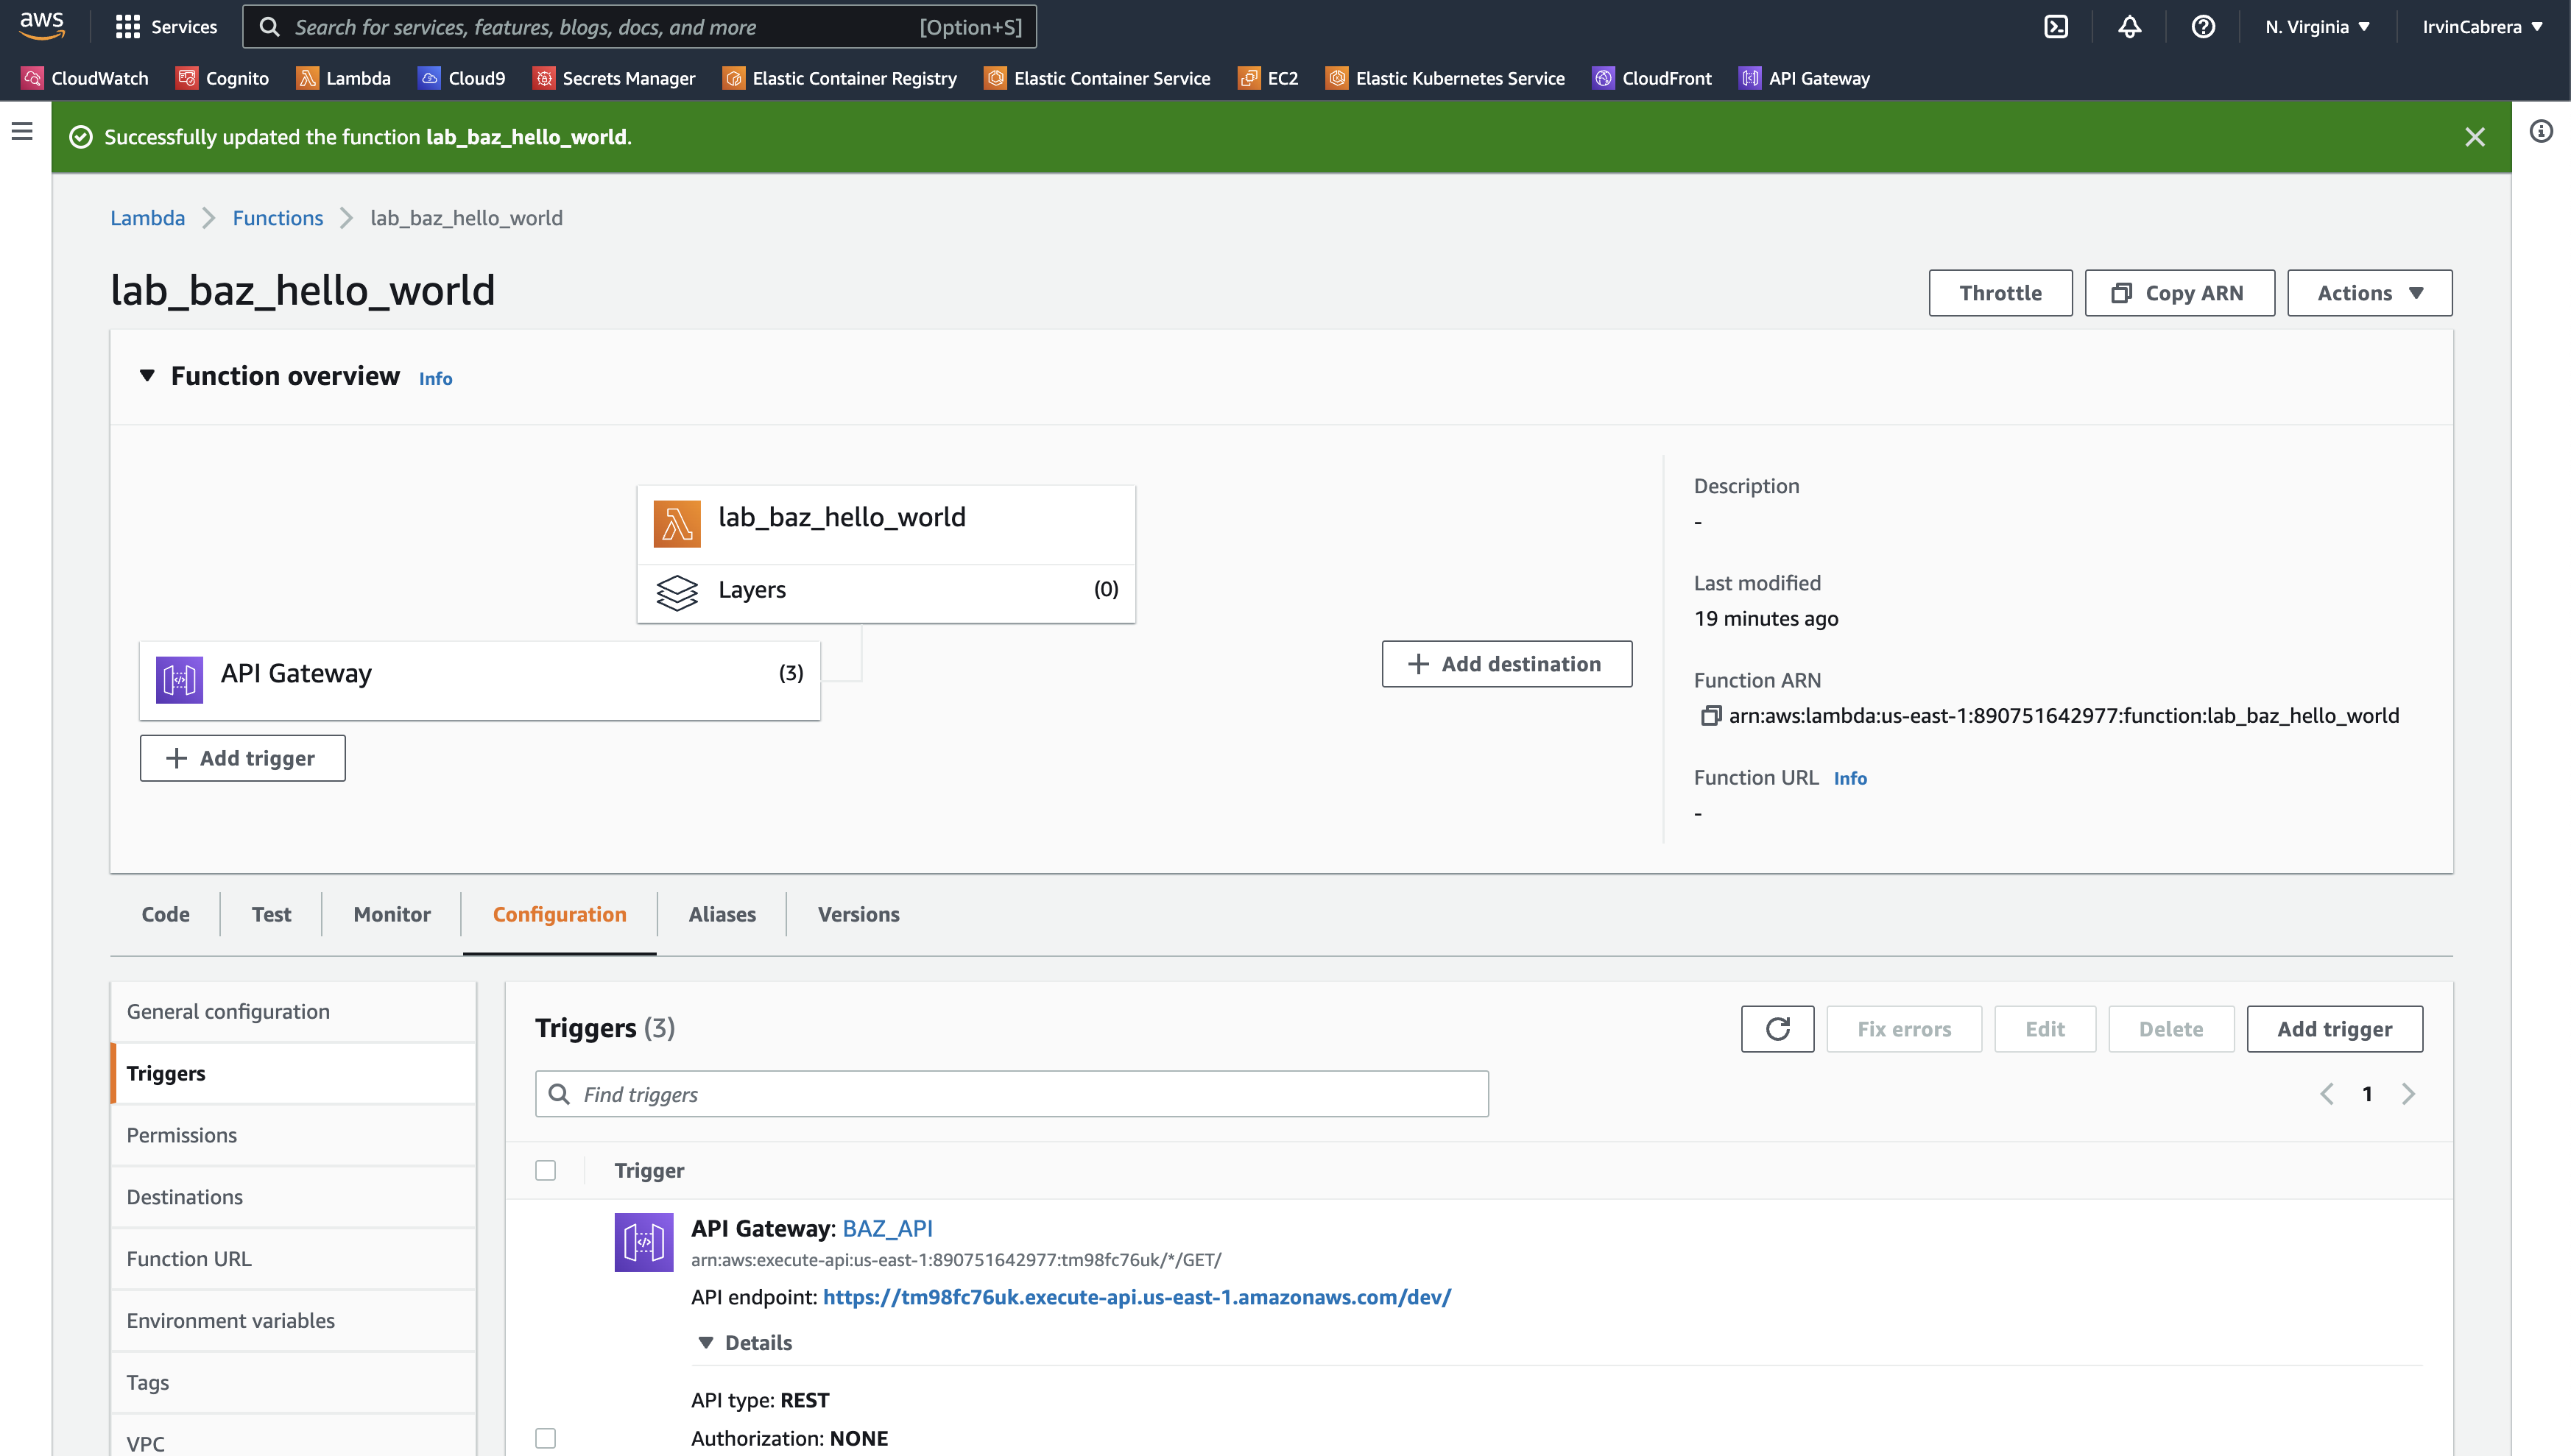 aws
Services
Search for services, features, blogs, docs, and more
[Option+S]
N. Virginia
IrvinCabrera
CloudWatch
Cognito
Lambda
Cloud9
Secrets Manager
Elastic Container Registry
Elastic Container Service
EC2
Elastic Kubernetes Service
CloudFront
API Gateway
Successfully updated the function lab_baz_hello_world.
Lambda
Functions
lab_baz_hello_world
lab_baz_hello_world
Throttle
Copy ARN
Actions
Function overview Info
lab_baz_hello_world
Layers (0)
API Gateway (3)
Add trigger
Add destination
Description
-
Last modified
19 minutes ago
Function ARN
arn:aws:lambda:us-east-1:890751642977:function:lab_baz_hello_world
Function URL Info
-
Code
Test
Monitor
Configuration
Aliases
Versions
General configuration
Triggers
Permissions
Destinations
Function URL
Environment variables
Tags
VPC
Triggers (3)
Fix errors
Edit
Delete
Add trigger
Find triggers
1
Trigger
API Gateway: BAZ_API
arn:aws:execute-api:us-east-1:890751642977:tm98fc76uk/*/GET/
API endpoint: https://tm98fc76uk.execute-api.us-east-1.amazonaws.com/dev/
Details
API type: REST
Authorization: NONE